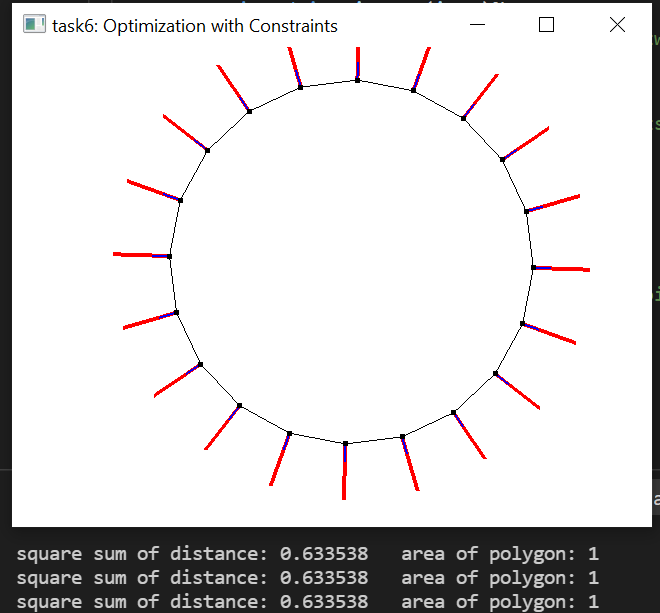 task6: Optimization with Constraints
square sum of distance: 0.633538   area of polygon: 1
square sum of distance: 0.633538   area of polygon: 1
square sum of distance: 0.633538   area of polygon: 1